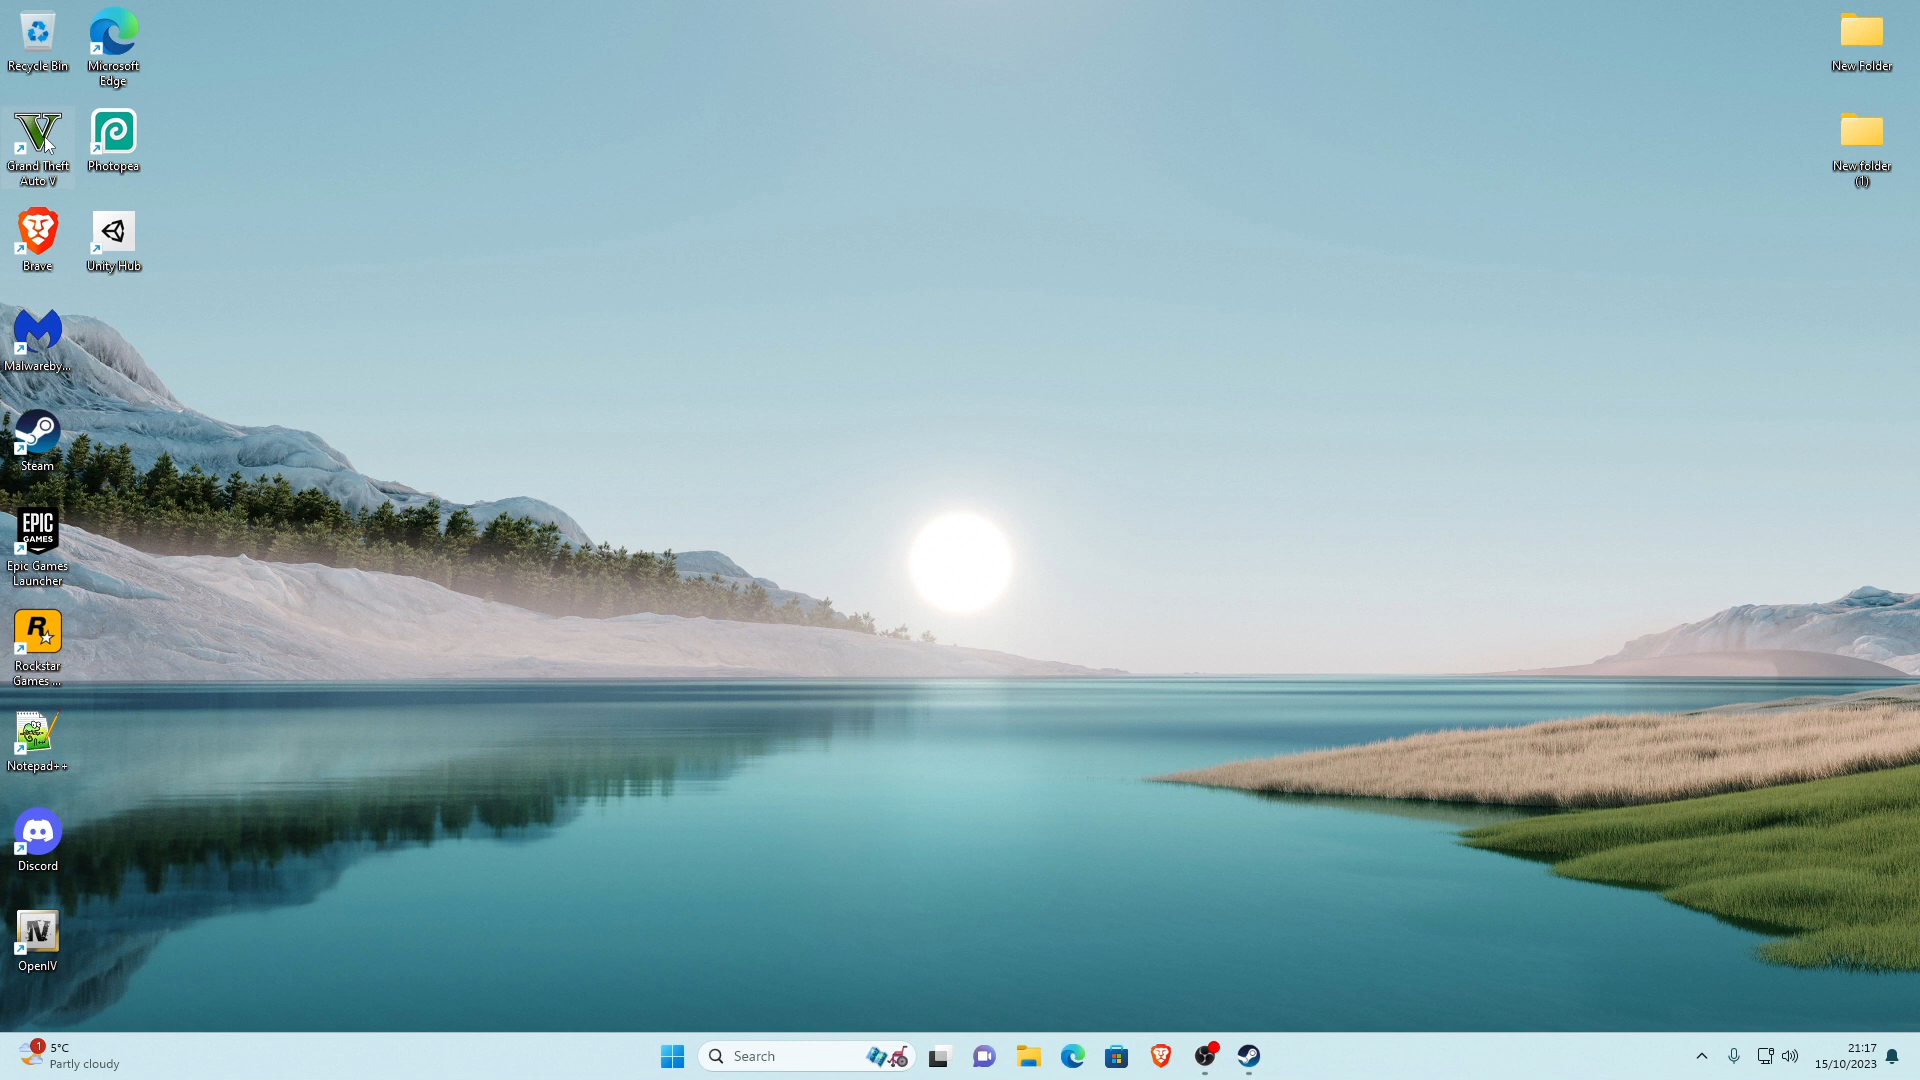 Recycle Bin
Microsoft
Edge
Grand Theft
Auto V
Photopea
Brave
Unity Hub
Malwareby...
Steam
EPIC
GAMES
Epic Games
Launcher
R
Rockstar
Games ...
Notepad++
Discord
IV
OpenIV
New Folder
New folder
(1)
1
5°C
Partly cloudy
Search
21:17
15/10/2023